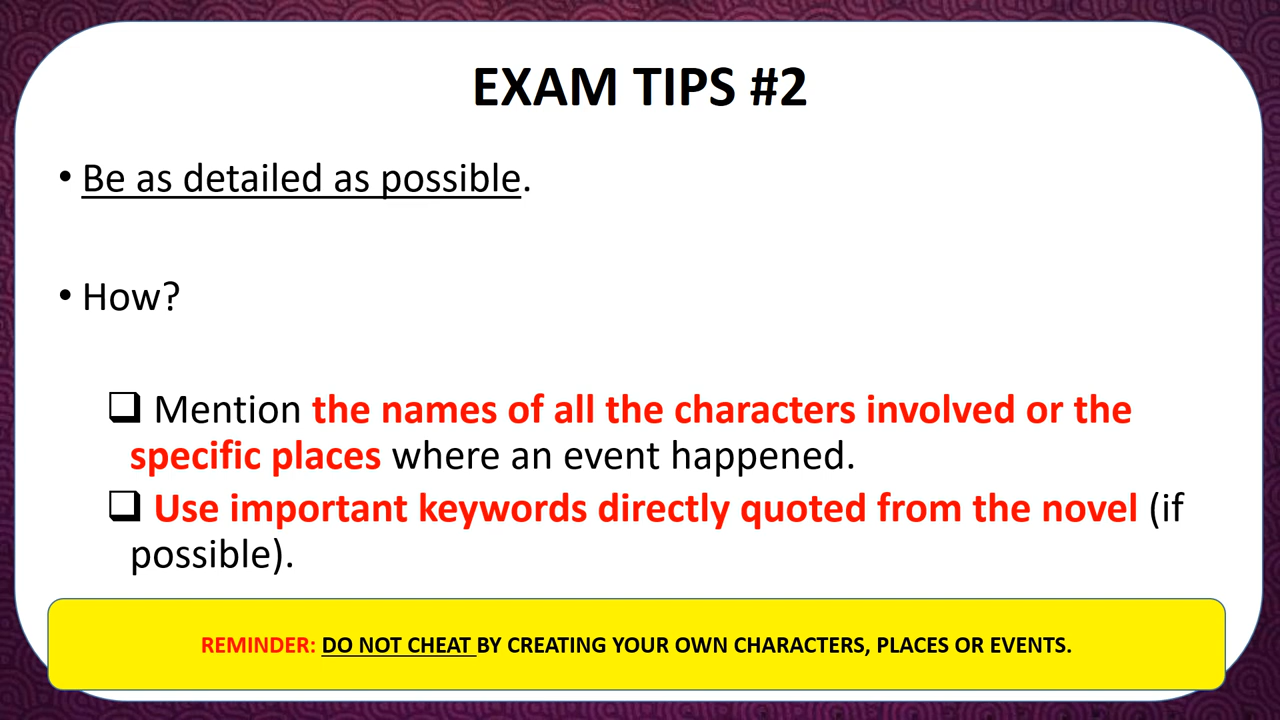 EXAM TIPS #2
• Be as detailed as possible.
• How?
❑ Mention the names of all the characters involved or the
specific places where an event happened.
❑ Use important keywords directly quoted from the novel (if
possible).
REMINDER: DO NOT CHEAT BY CREATING YOUR OWN CHARACTERS, PLACES OR EVENTS.